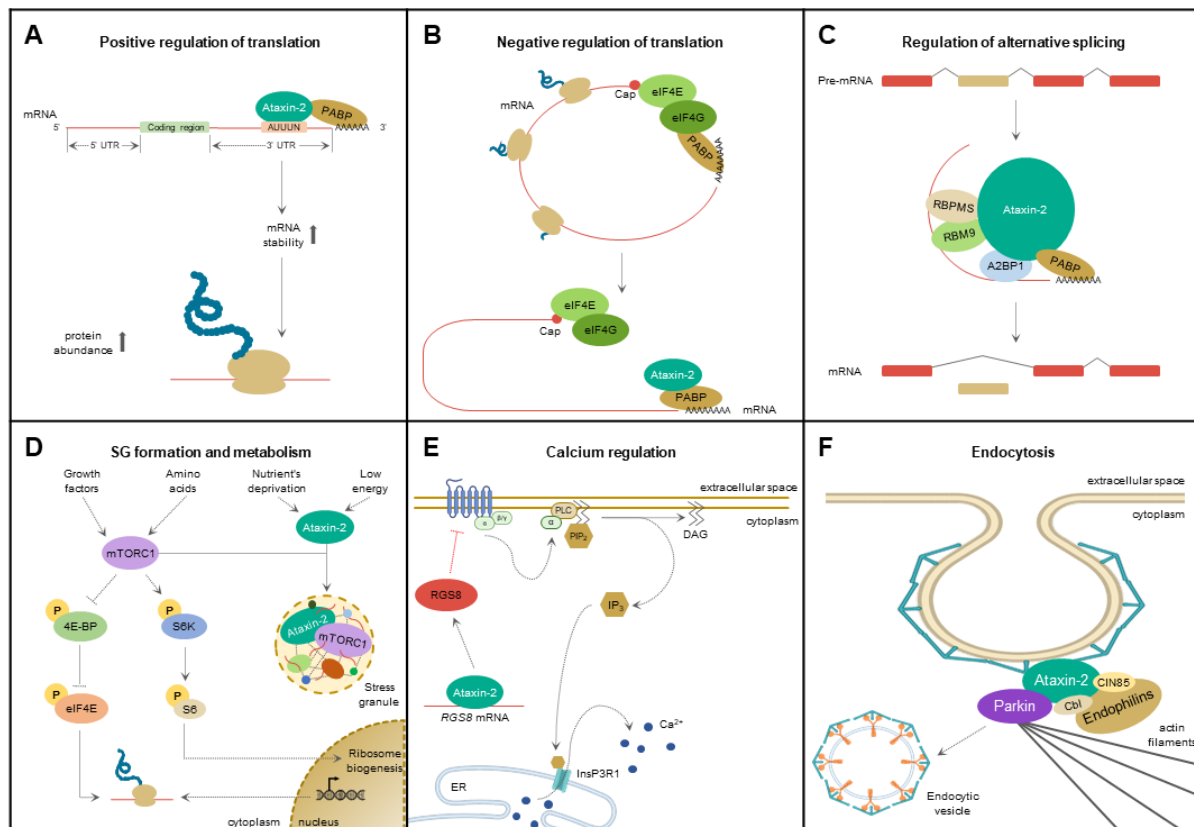 A
Positive regulation of translation
mRNA
5'
Coding region
Ataxin-2
PABP
AUUUN
AAAAAA
3'
5' UTR
3' UTR
mRNA
stability
protein
abundance
B
Negative regulation of translation
mRNA
Cap
eIF4E
eIF4G
PABP
AAAAAAAA
eIF4E
Cap
eIF4G
Ataxin-2
PABP
AAAAAAAA
mRNA
C
Regulation of alternative splicing
Pre-mRNA
RBPMS
Ataxin-2
RBM9
A2BP1
PABP
AAAAAAAA
mRNA
D
SG formation and metabolism
Growth
factors
Amino
acids
Nutrient's
deprivation
Low
energy
Ataxin-2
mTORC1
P
4E-BP
P
S6K
Ataxin-2
mTORC1
Stress
granule
P
eIF4E
P
S6
Ribosome
biogenesis
cytoplasm
nucleus
E
Calcium regulation
extracellular space
cytoplasm
α
β/γ
α
PLC
PIP₂
DAG
RGS8
IP₃
Ataxin-2
RGS8 mRNA
Ca²⁺
InsP3R1
ER
F
Endocytosis
extracellular space
cytoplasm
Ataxin-2
CIN85
Parkin
Cbl
Endophilins
actin
filaments
Endocytic
vesicle